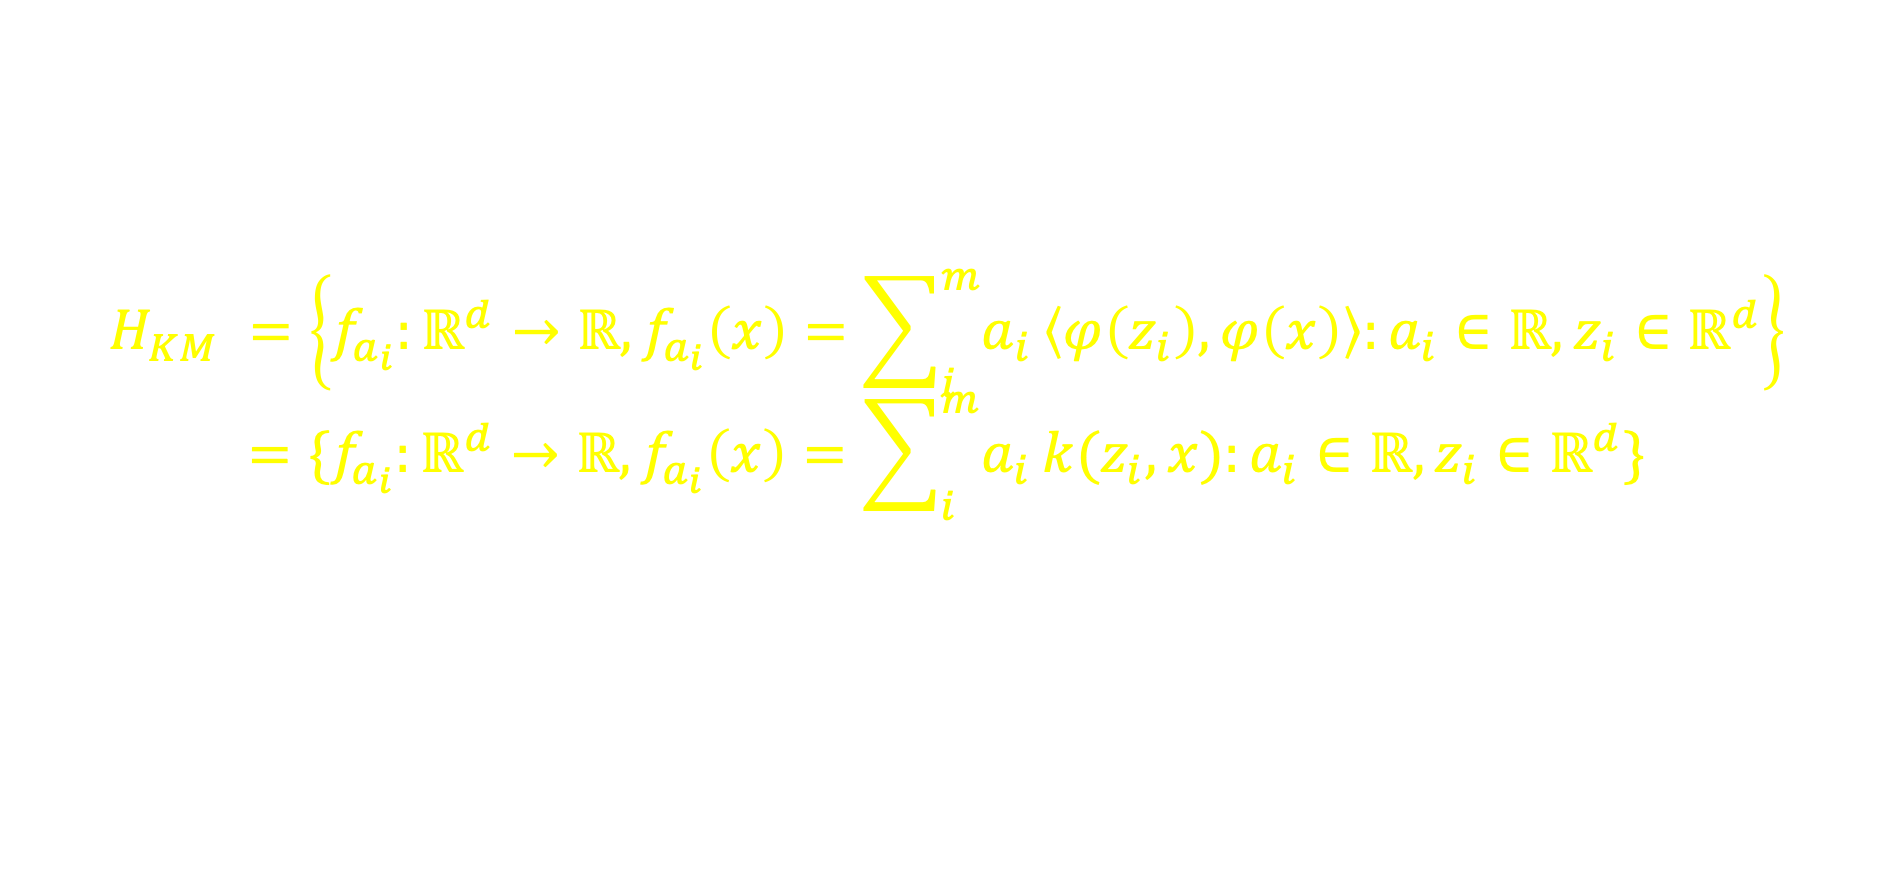 H_{KM} = {f_{a_i}: ℝ^d → ℝ, f_{a_i}(x) = ∑_i^m a_i ⟨φ(z_i), φ(x)⟩: a_i ∈ ℝ, z_i ∈ ℝ^d}
= {f_{a_i}: ℝ^d → ℝ, f_{a_i}(x) = ∑_i^m a_i k(z_i, x): a_i ∈ ℝ, z_i ∈ ℝ^d}